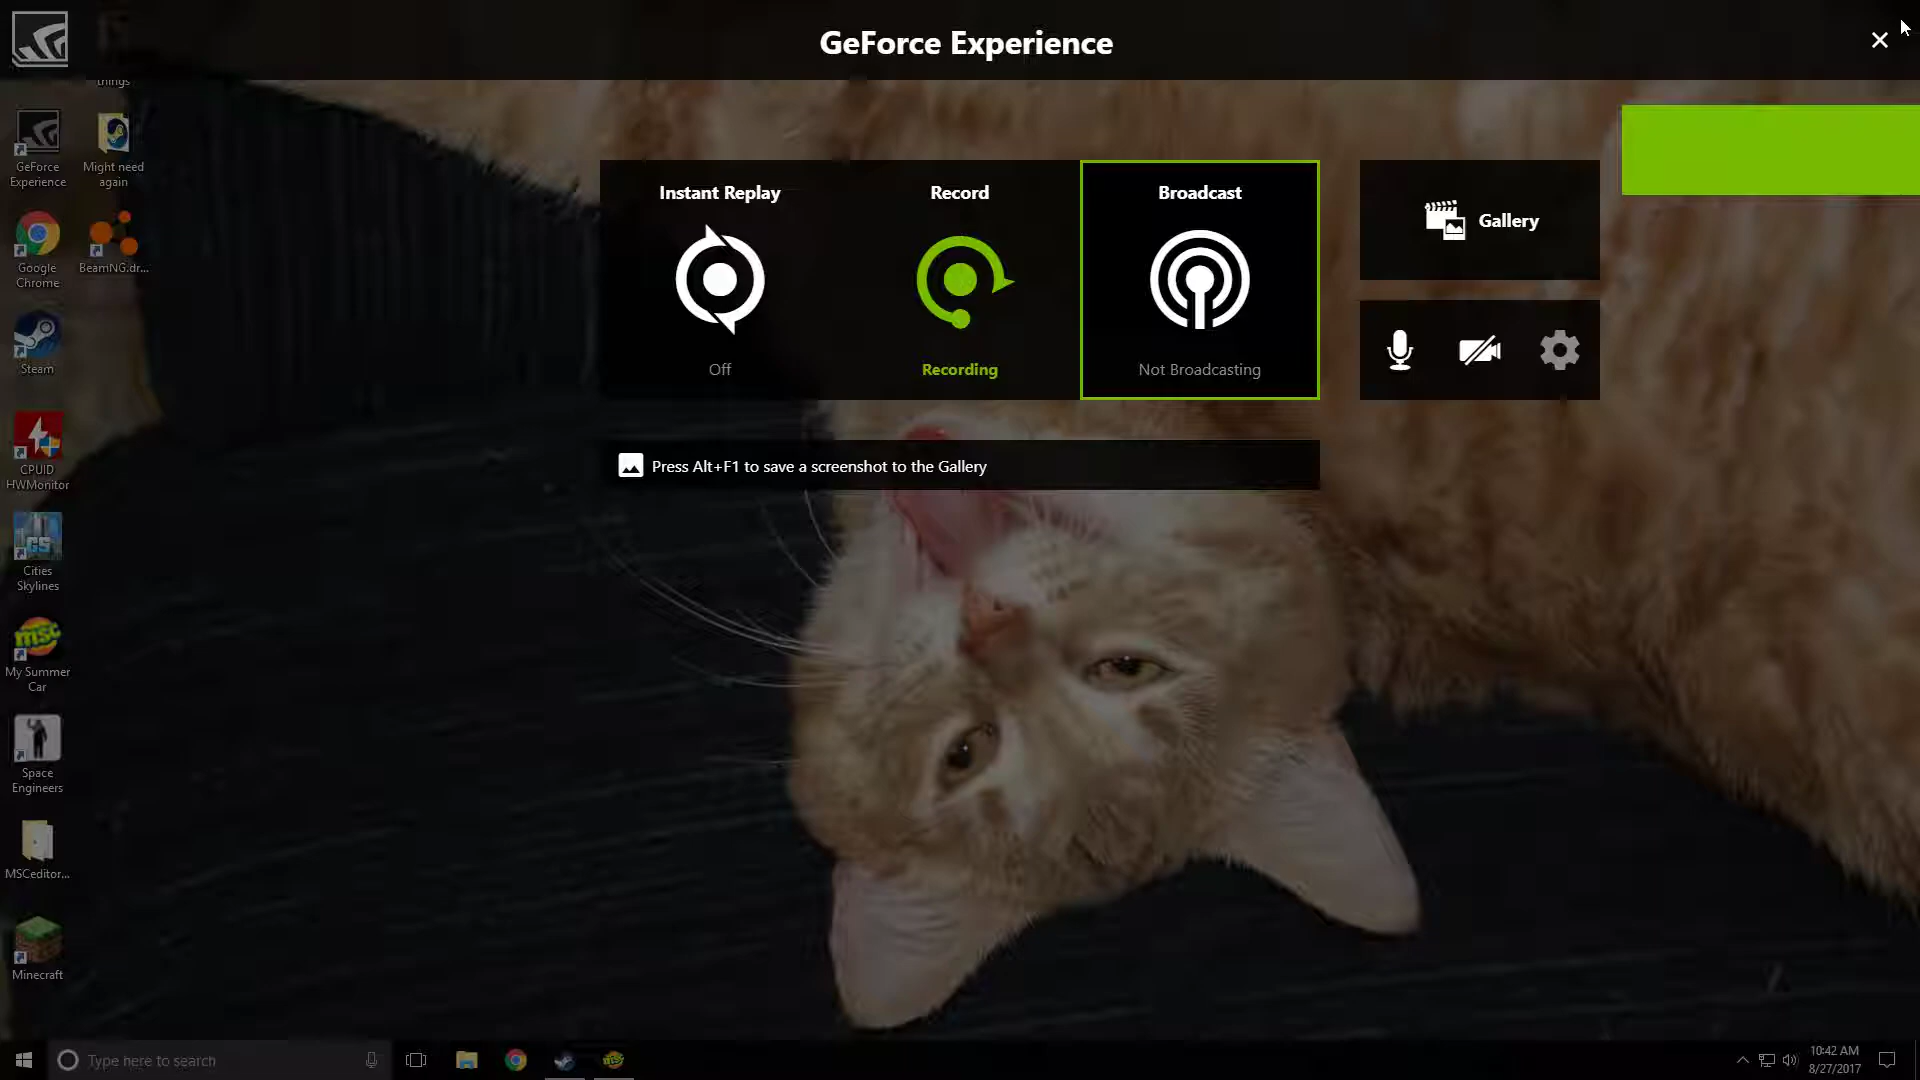 GeForce Experience
things
GeForce
Experience
Might need
again
Google
Chrome
BeamNG.dr...
Steam
CPUID
HWMonitor
Cities
Skylines
My Summer
Car
Space
Engineers
MSCeditor...
Minecraft
Instant Replay
Off
Record
Recording
Broadcast
Not Broadcasting
Gallery
Press Alt+F1 to save a screenshot to the Gallery
Type here to search
10:42 AM
8/27/2017